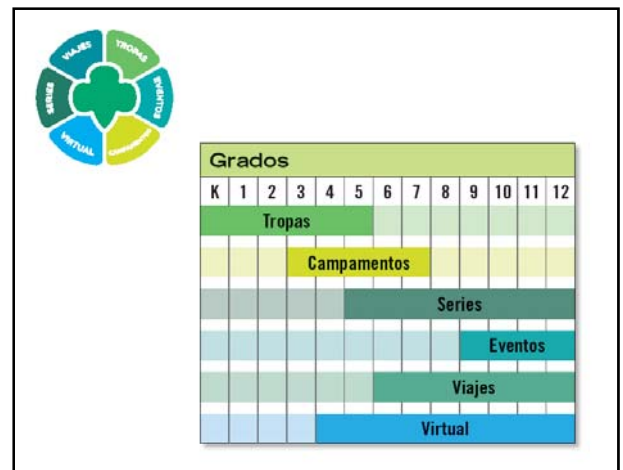 VIAJES
TROPAS
SERIES
EVENTOS
VIRTUAL
CAMPAMENTOS
Grados
K 1 2 3 4 5 6 7 8 9 10 11 12
Tropas
Campamentos
Series
Eventos
Viajes
Virtual